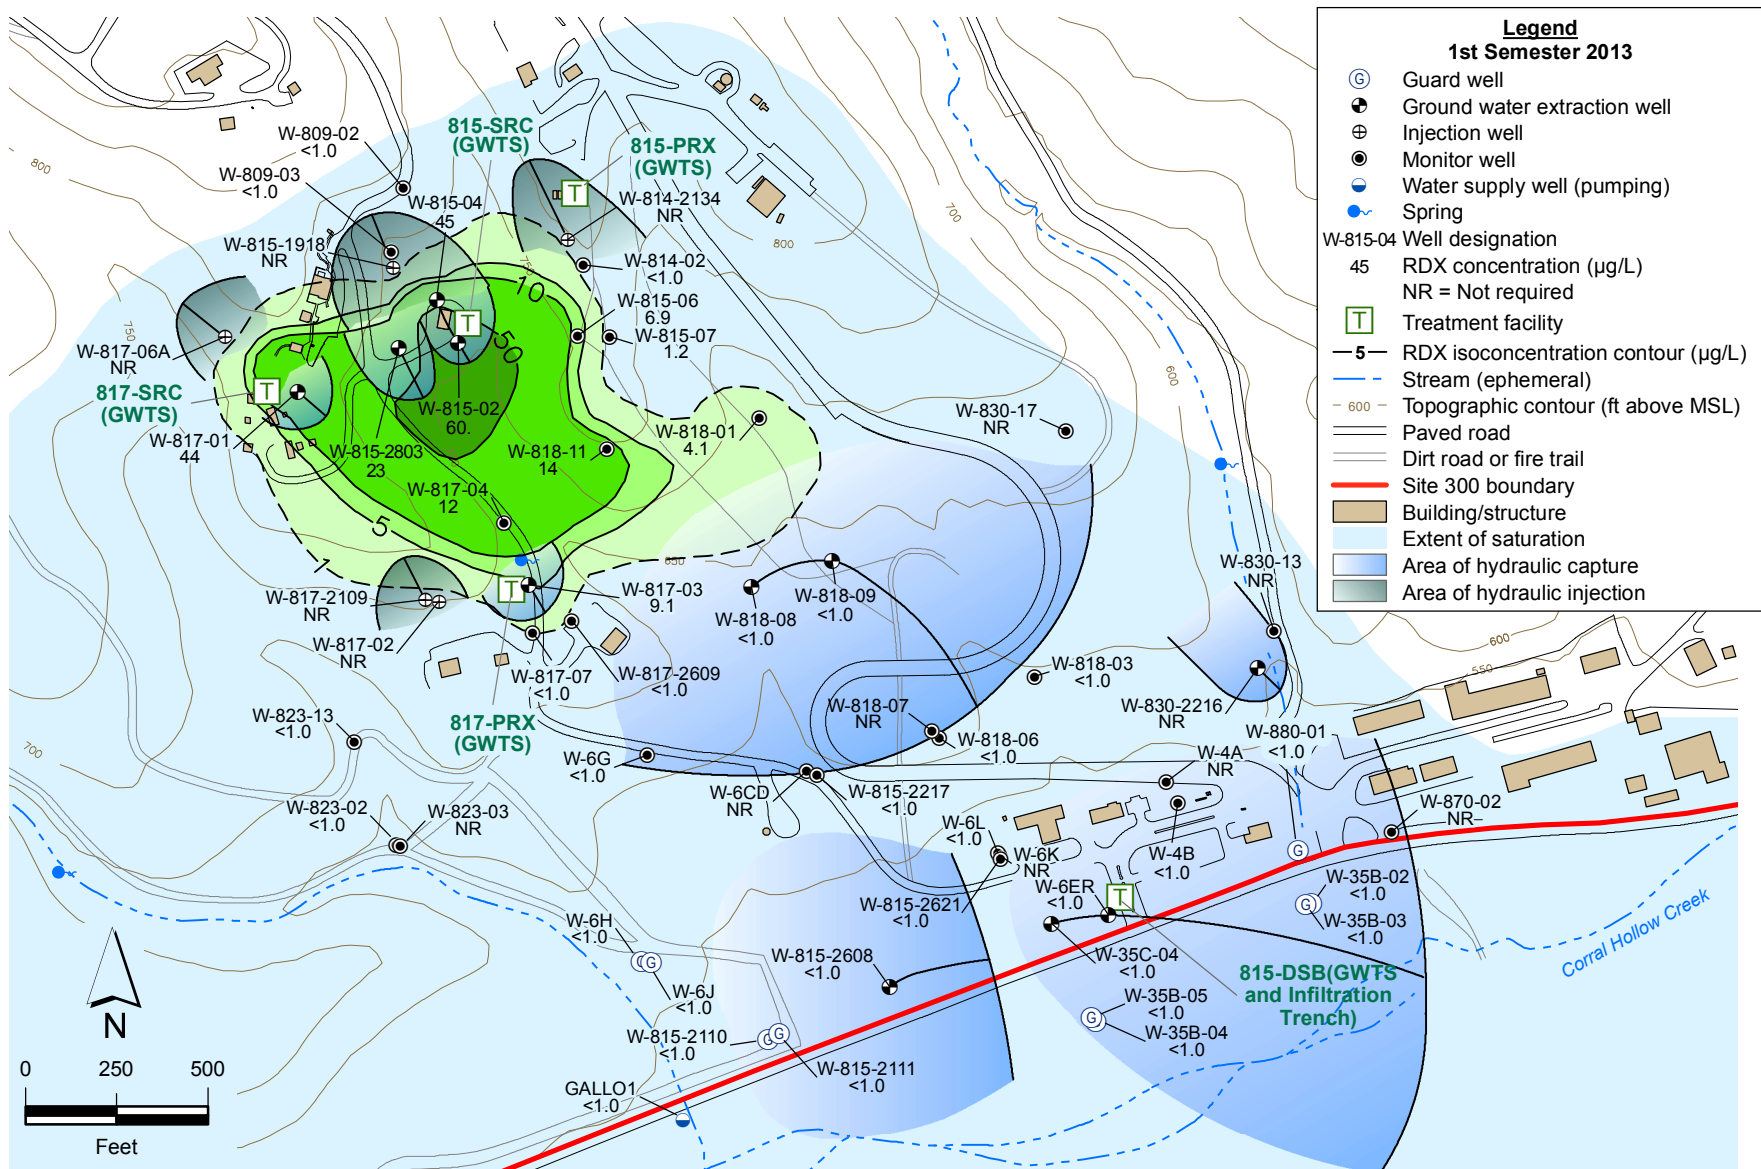 Legend
1st Semester 2013
G Guard well
Ground water extraction well
Injection well
Monitor well
Water supply well (pumping)
Spring
W-815-04 Well designation
45 RDX concentration (µg/L)
NR = Not required
T Treatment facility
5 RDX isoconcentration contour (µg/L)
Stream (ephemeral)
600 Topographic contour (ft above MSL)
Paved road
Dirt road or fire trail
Site 300 boundary
Building/structure
Extent of saturation
Area of hydraulic capture
Area of hydraulic injection
W-809-02
<1.0
815-SRC
(GWTS)
815-PRX
(GWTS)
800
W-809-03
<1.0
W-815-04
45
T
W-814-2134
NR
700
800
W-815-1918
NR
W-814-02
<1.0
750
10
W-815-06
6.9
W-815-07
1.2
T
50
750
W-817-06A
NR
817-SRC
(GWTS)
T
600
W-815-02
60.
W-830-17
NR
W-817-01
44
W-815-2803
23
W-818-11
14
W-818-01
4.1
W-817-04
12
5
1
650
W-830-13
NR
T
W-817-2109
NR
W-817-03
9.1
W-818-09
<1.0
W-818-08
<1.0
W-817-02
NR
W-817-07
<1.0
W-817-2609
<1.0
600
550
W-818-03
<1.0
W-823-13
<1.0
817-PRX
(GWTS)
W-818-07
NR
W-830-2216
NR
700
W-6G
<1.0
W-818-06
<1.0
W-880-01
<1.0
W-4A
NR
W-6CD
NR
W-815-2217
<1.0
W-823-02
<1.0
W-823-03
NR
W-870-02
NR
W-6L
<1.0
W-6K
NR
W-4B
<1.0
G
W-815-2621
<1.0
W-6ER
<1.0
T
W-35B-02
<1.0
G
W-35B-03
<1.0
W-6H
<1.0
G
W-815-2608
<1.0
W-35C-04
<1.0
815-DSB(GWTS
and Infiltration
Trench)
Corral Hollow Creek
W-6J
<1.0
W-35B-05
<1.0
G
W-35B-04
<1.0
W-815-2110
<1.0
G
G
W-815-2111
<1.0
GALLO1
<1.0
N
0 250 500
Feet